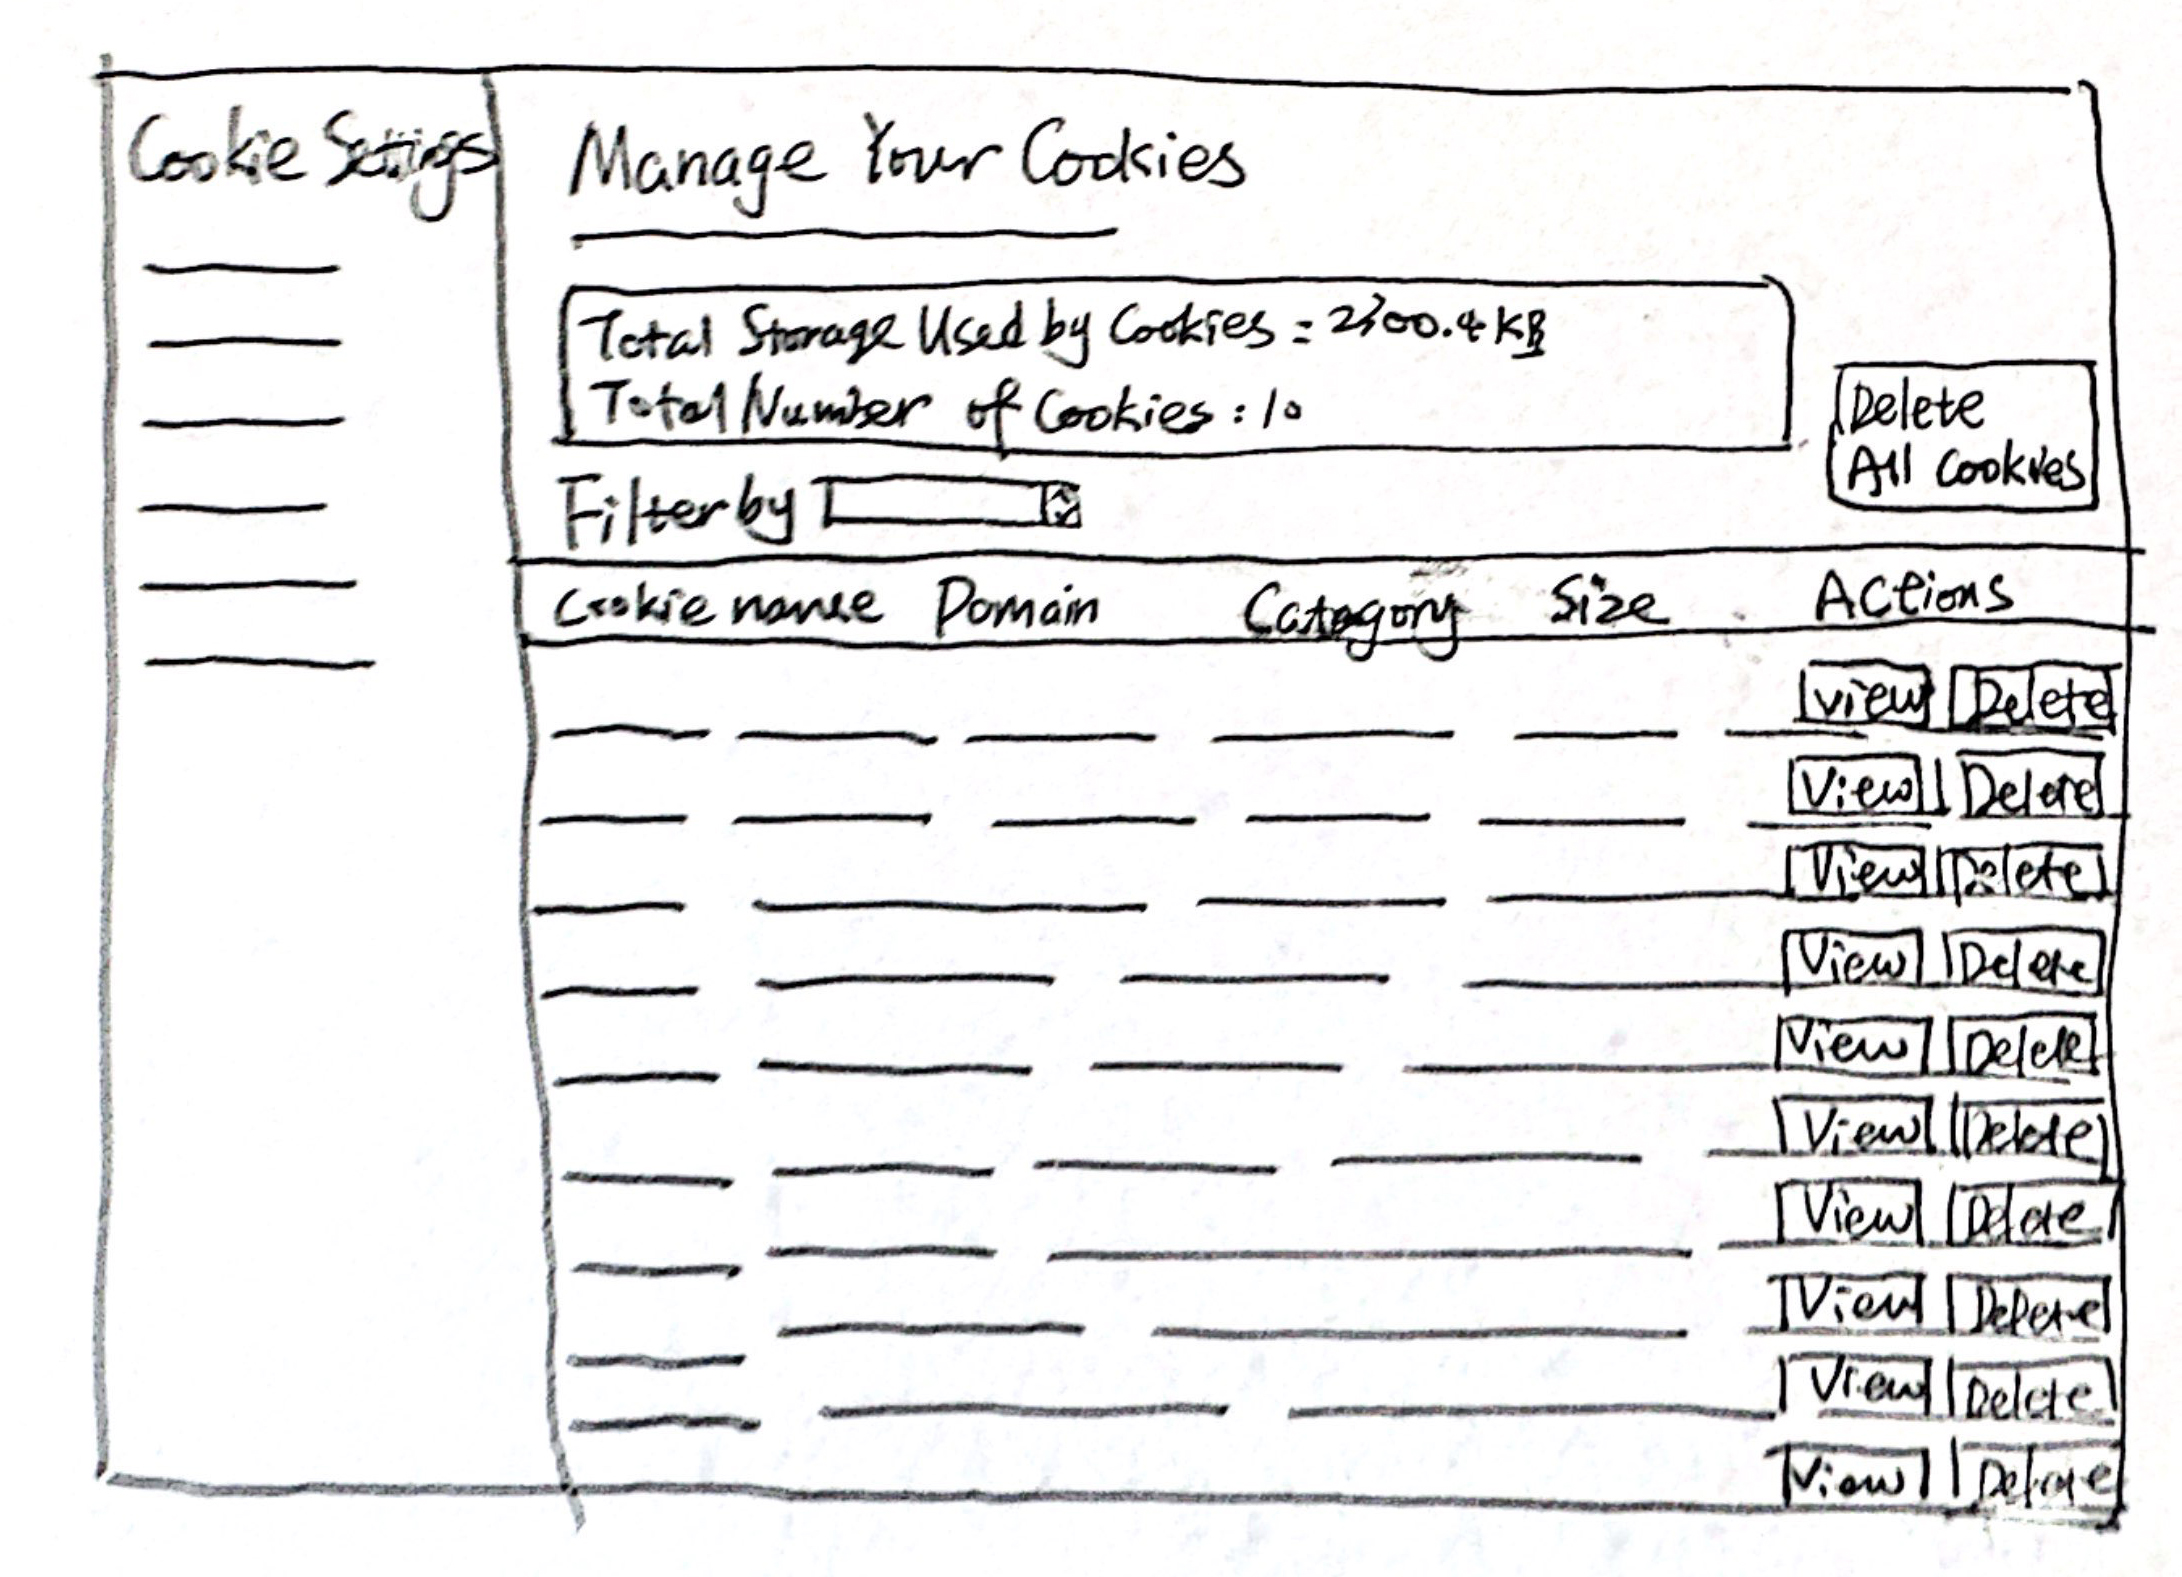 Cookie Settings
Manage Your Cookies
Total Storage Used by Cookies = 2300.4 KB
Total Number of Cookies : 10
Delete
All Cookies
Filter by
Cookie name Domain Category Size Actions
View Delete
View Delete
View Delete
View Delete
View Delete
View Delete
View Delete
View Delete
View Delete
View Delete